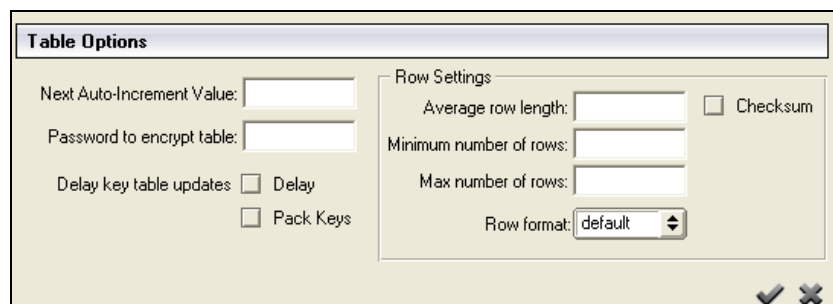 Table Options
Next Auto-Increment Value:
Password to encrypt table:
Delay key table updates Delay
Pack Keys
Row Settings
Average row length: Checksum
Minimum number of rows:
Max number of rows:
Row format: default